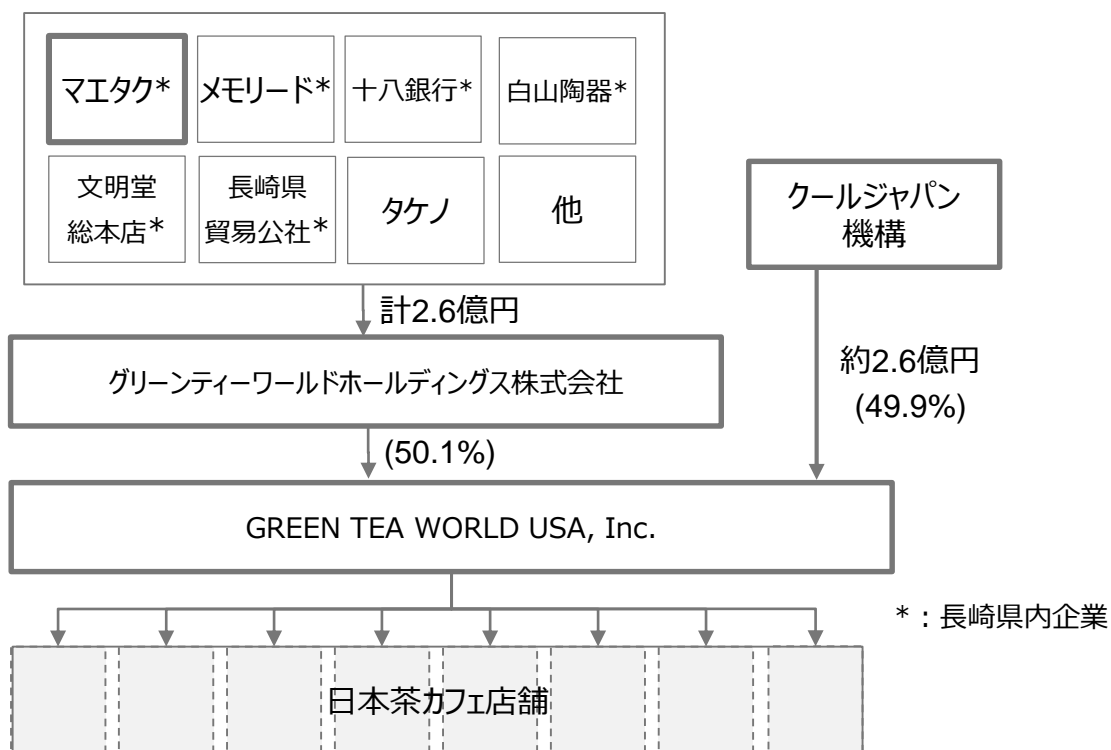 マエタク*
メモリード*
十八銀行*
白山陶器*
文明堂
総本店*
長崎県
貿易公社*
タケノ
他
クールジャパン
機構
計2.6億円
グリーンティーワールドホールディングス株式会社
約2.6億円
(49.9%)
(50.1%)
GREEN TEA WORLD USA, Inc.
*：長崎県内企業
日本茶カフェ店舗